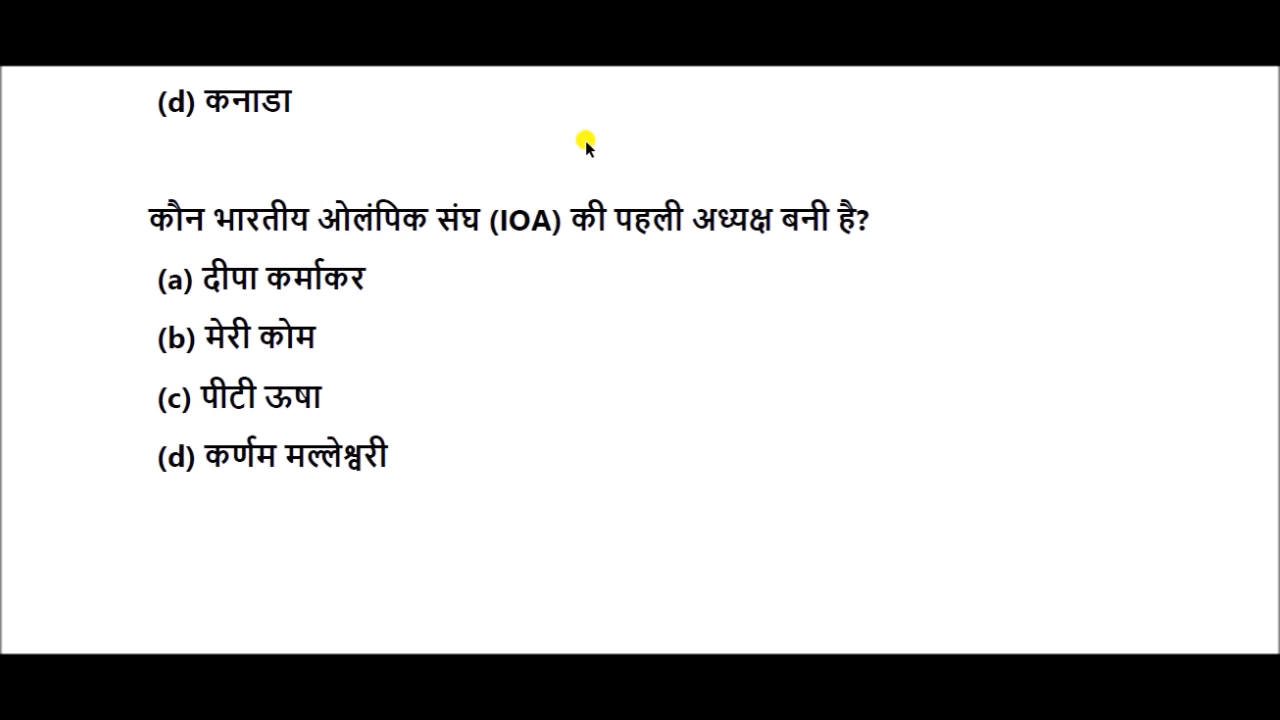 (d) कनाडा
कौन भारतीय ओलंपिक संघ (IOA) की पहली अध्यक्ष बनी है?
(a) दीपा कर्माकर
(b) मेरी कोम
(c) पीटी ऊषा
(d) कर्णम मल्लेश्वरी